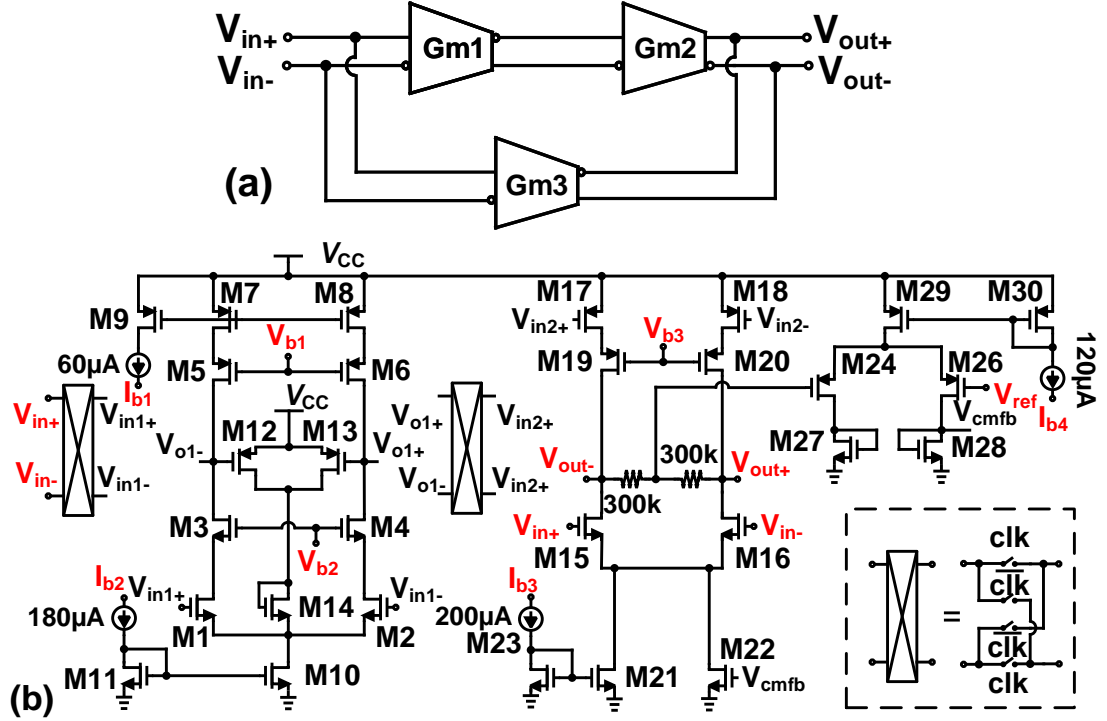 Vin+
Gm1
Gm2
Vout+
Vin-
Vout-
(a)
Gm3
VCC
M7
M8
M17
M18
M29
M30
M9
Vin2+
Vin2-
Vb1
Vb3
M19
M20
M24
M26
60μA
M5
M6
120μA
Ib1
VCC
Vref
Vin+
Vin1+
M12
M13
Vo1+
Vin2+
Vcmfb
Ib4
Vo1-
Vo1+
M27
M28
Vin-
Vin1-
Vo1-
Vin2+
Vout-
300k
300k
Vout+
M3
M4
Vb2
Vin+
Vin-
M15
M16
Ib2
Vin1+
Vin1-
Ib3
clk
180μA
M14
200μA
clk
M1
M2
M23
M22
=
clk
M11
M10
M21
Vcmfb
clk
(b)